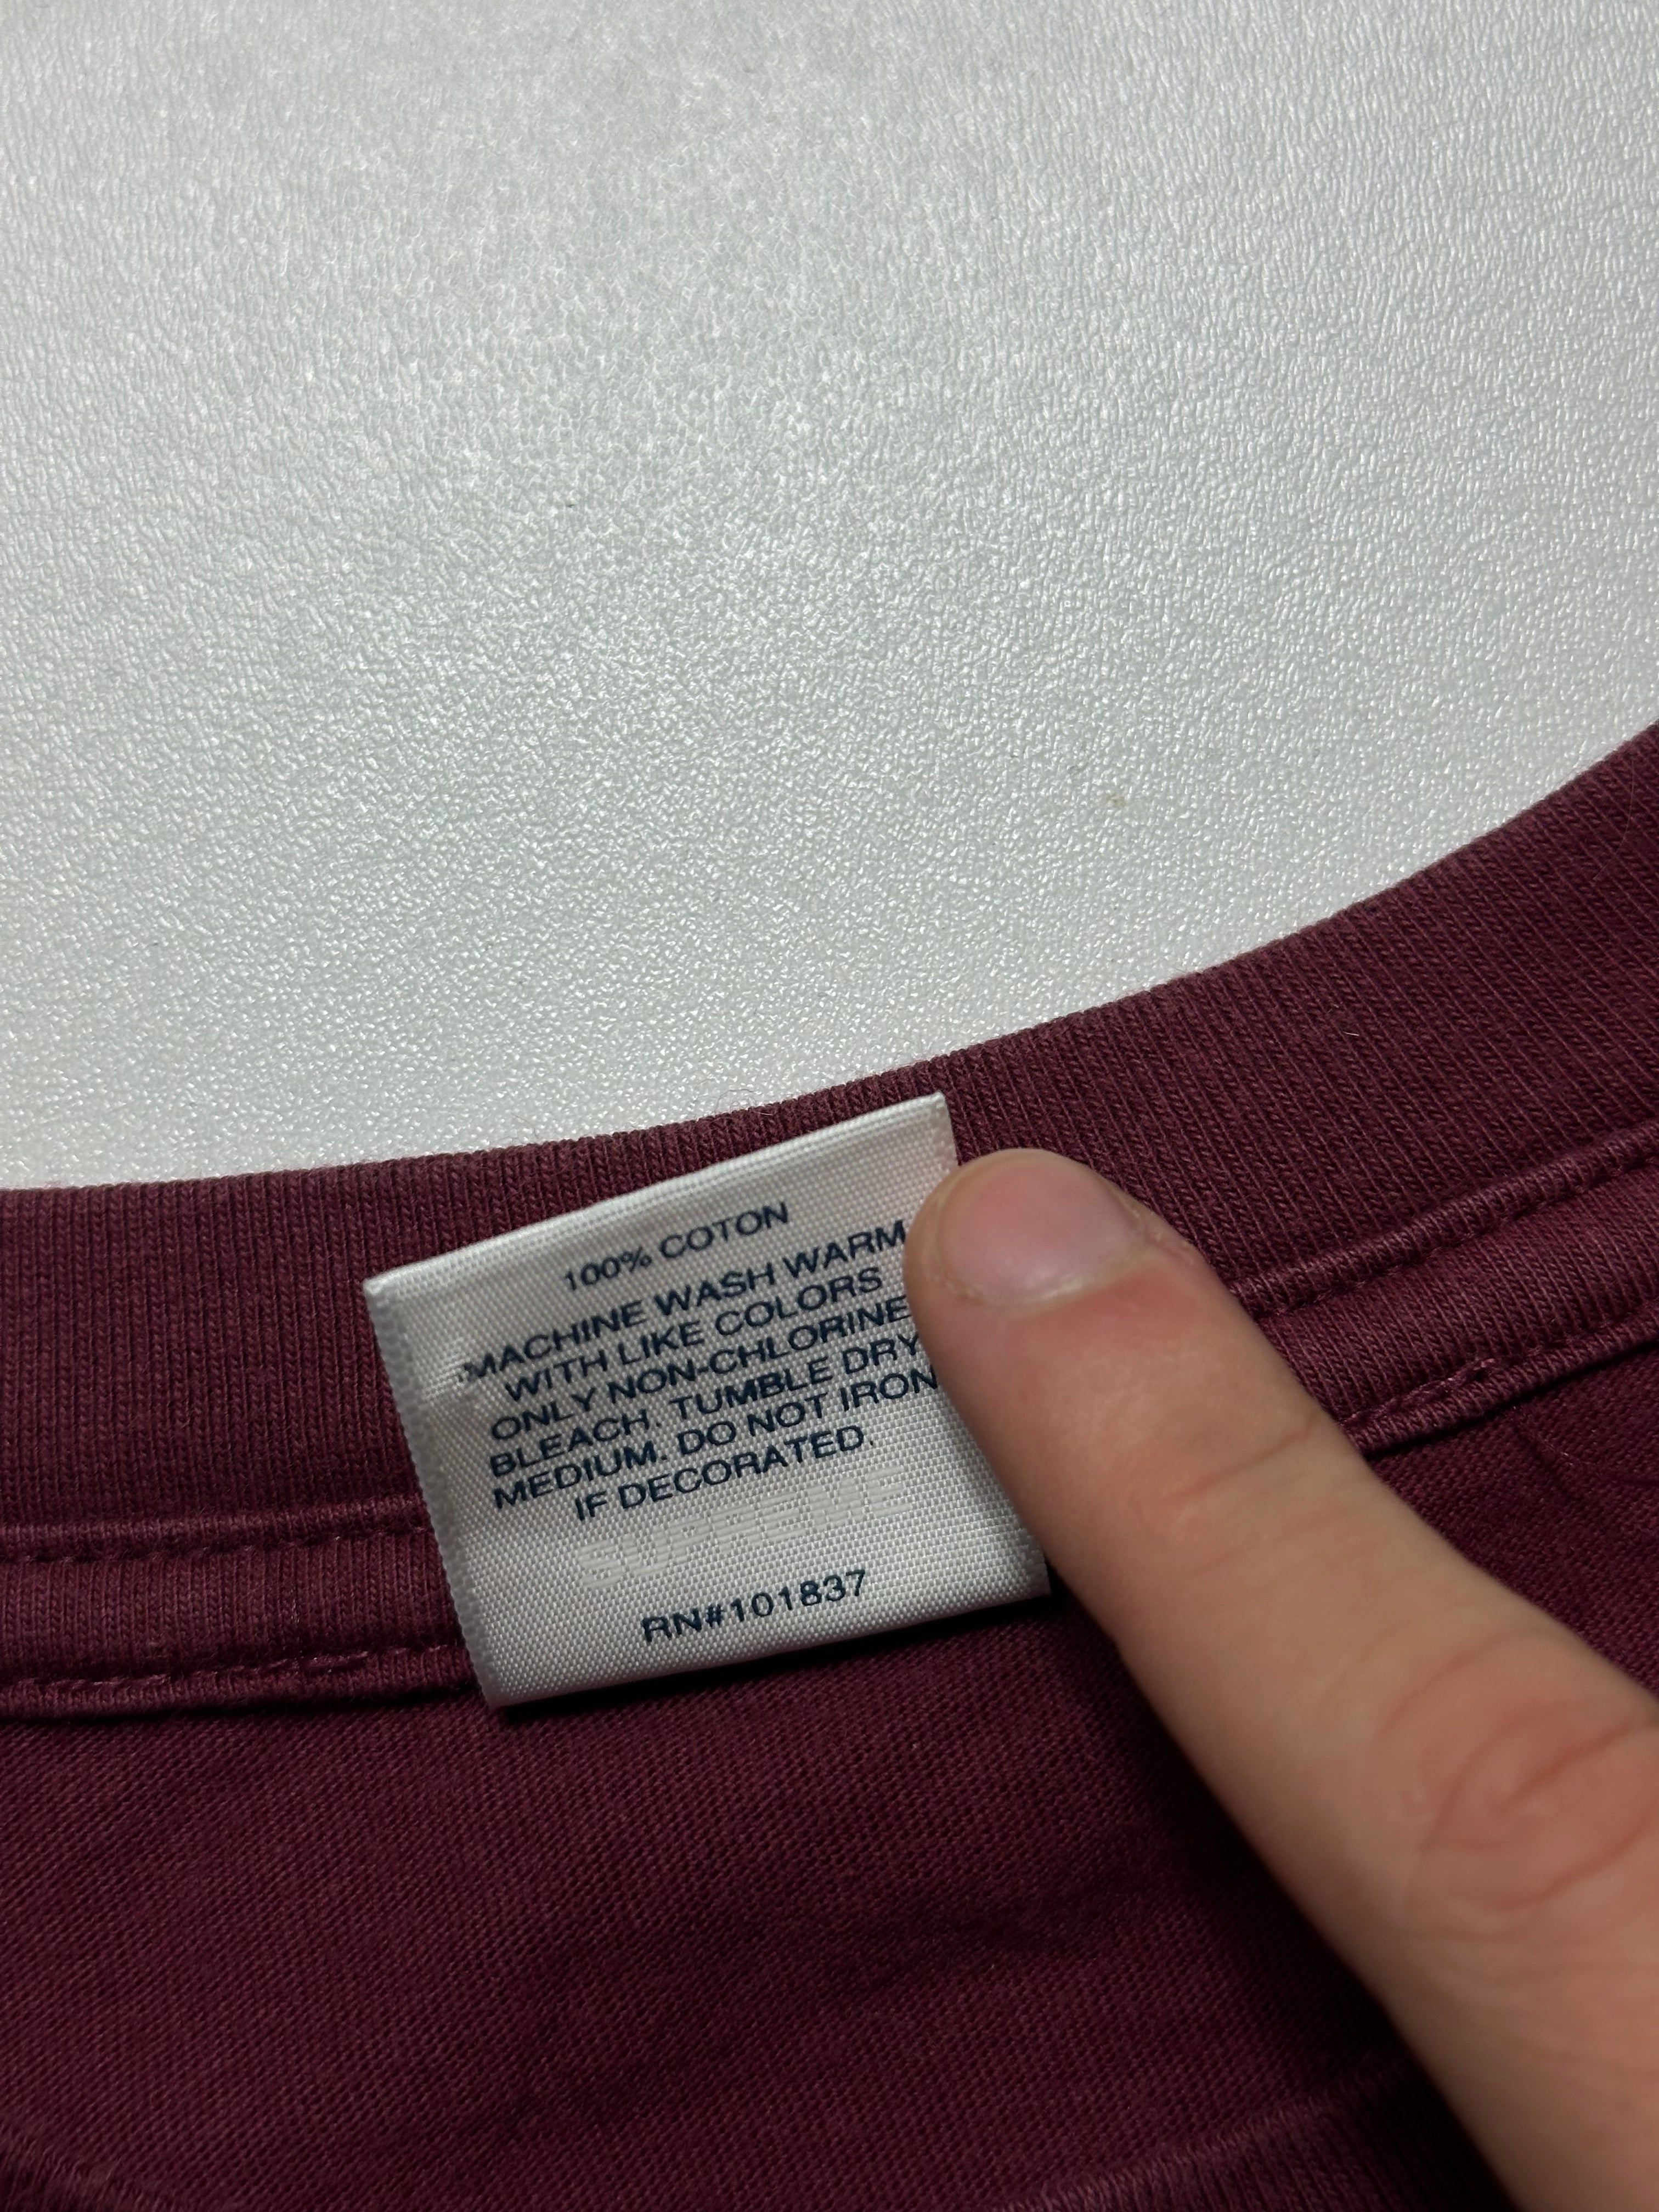 100% COTON
MACHINE WASH WARM
WITH LIKE COLORS
ONLY NON-CHLORINE
BLEACH. TUMBLE DRY
MEDIUM. DO NOT IRON
IF DECORATED.
SUPREME
RN#101837